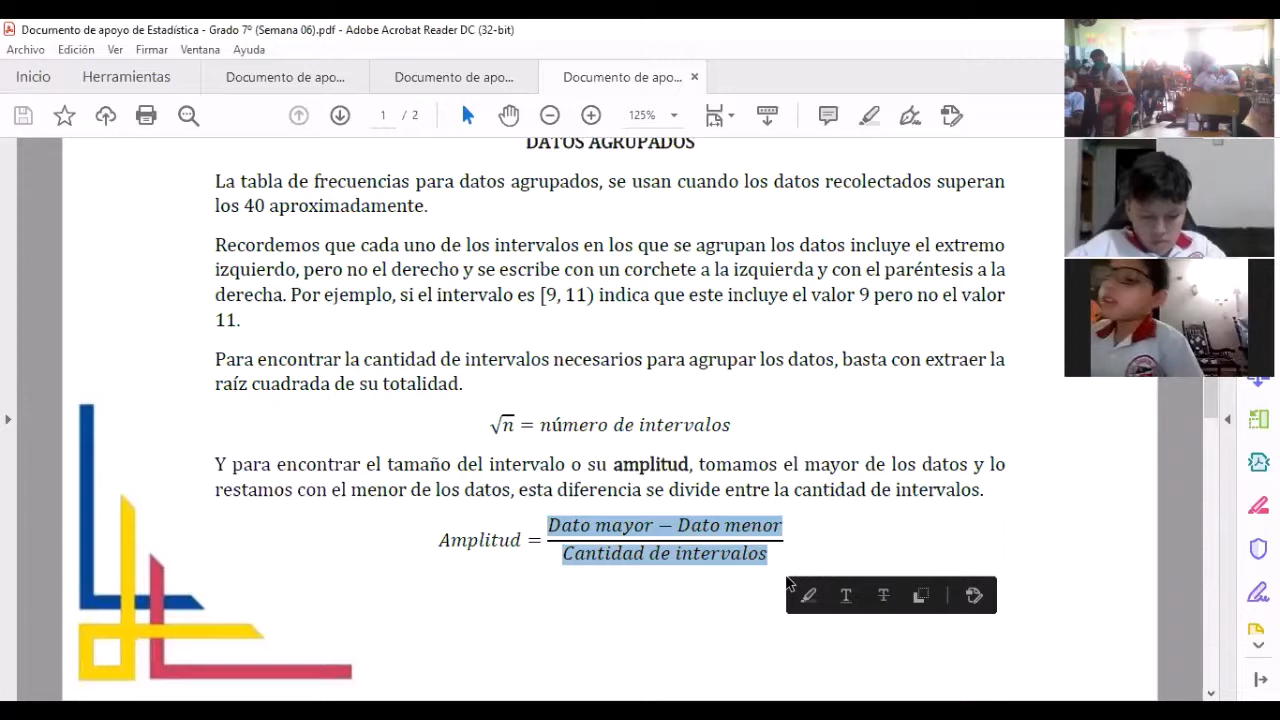 Documento de apoyo de Estadística - Grado 7º (Semana 06).pdf - Adobe Acrobat Reader DC (32-bit)
Archivo Edición Ver Firmar Ventana Ayuda
Inicio Herramientas Documento de apo... Documento de apo... Documento de apo... ×
1 / 2 125%
DATOS AGRUPADOS
La tabla de frecuencias para datos agrupados, se usan cuando los datos recolectados superan
los 40 aproximadamente.
Recordemos que cada uno de los intervalos en los que se agrupan los datos incluye el extremo
izquierdo, pero no el derecho y se escribe con un corchete a la izquierda y con el paréntesis a la
derecha. Por ejemplo, si el intervalo es [9, 11) indica que este incluye el valor 9 pero no el valor
11.
Para encontrar la cantidad de intervalos necesarios para agrupar los datos, basta con extraer la
raíz cuadrada de su totalidad.
√n = número de intervalos
Y para encontrar el tamaño del intervalo o su amplitud, tomamos el mayor de los datos y lo
restamos con el menor de los datos, esta diferencia se divide entre la cantidad de intervalos.
Dato mayor − Dato menor
Amplitud =
Cantidad de intervalos